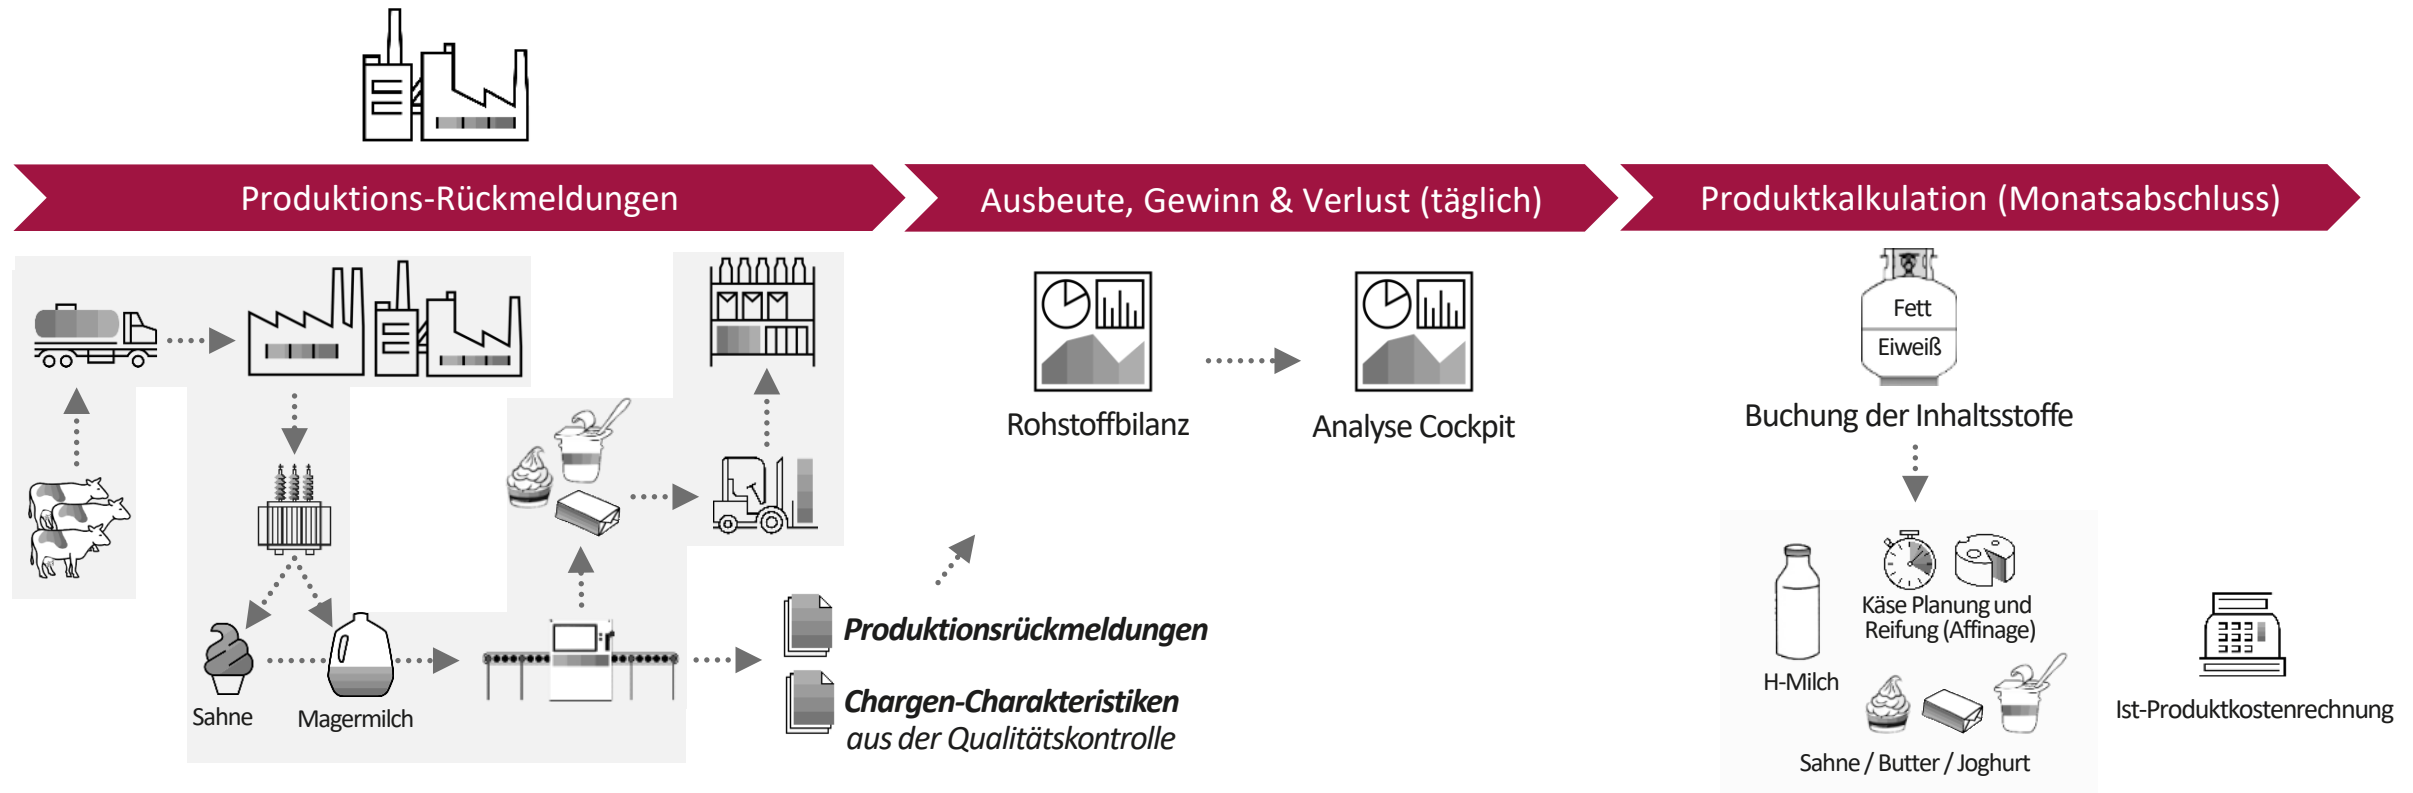 Produktions-Rückmeldungen
Ausbeute, Gewinn & Verlust (täglich)
Produktkalkulation (Monatsabschluss)
Sahne
Magermilch
Produktionsrückmeldungen
Chargen-Charakteristiken
aus der Qualitätskontrolle
Rohstoffbilanz
Analyse Cockpit
Fett
Eiweiß
Buchung der Inhaltsstoffe
Käse Planung und
Reifung (Affinage)
H-Milch
Sahne / Butter / Joghurt
Ist-Produktkostenrechnung